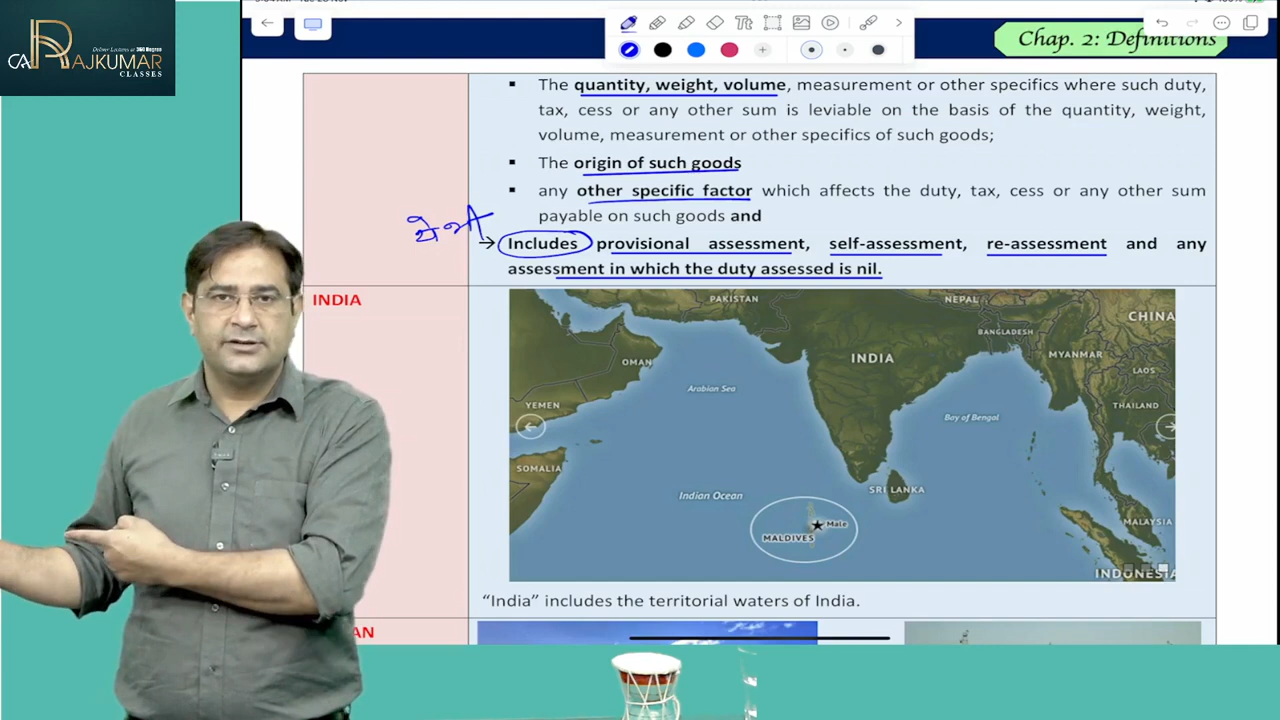 Deliver Lectures at 360 Degree
CA RAJKUMAR
CLASSES
Chap. 2: Definitions
The quantity, weight, volume, measurement or other specifics where such duty,
tax, cess or any other sum is leviable on the basis of the quantity, weight,
volume, measurement or other specifics of such goods;
The origin of such goods
any other specific factor which affects the duty, tax, cess or any other sum
payable on such goods and
Includes provisional assessment, self-assessment, re-assessment and any
assessment in which the duty assessed is nil.
INDIA
PAKISTAN
NEPAL
CHINA
BANGLADESH
INDIA
MYANMAR
OMAN
LAOS
Arabian Sea
YEMEN
THAILAND
Bay of Bengal
SOMALIA
SRI LANKA
Indian Ocean
Male
MALDIVES
MALAYSIA
INDONESIA
“India” includes the territorial waters of India.
AN